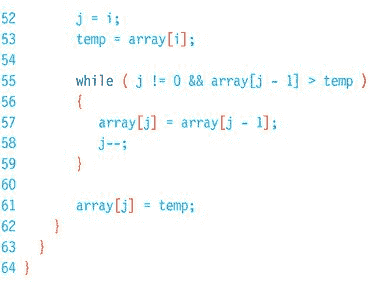 52 j = i;
53 temp = array[i];
54
55 while ( j != 0 && array[j - 1] > temp )
56 {
57 array[j] = array[j - 1];
58 j--;
59 }
60
61 array[j] = temp;
62 }
63 }
64 }